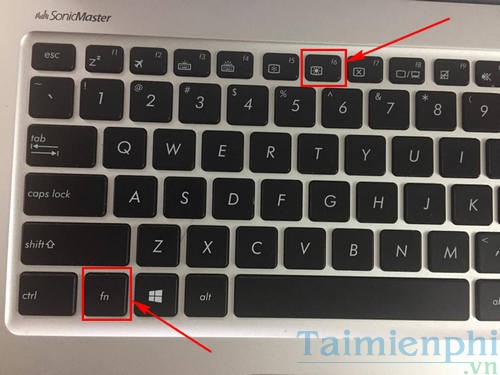 SonicMaster
esc f1 f2 f3 f4 f5 f6 f7 f8 f9
z z
~ ! @ # $ % ^ & * (
` 1 2 3 4 5 6 7 8 9
tab Q W E R T Y U I
caps lock A S D F G H J K
shift Z X C V B N M
ctrl fn alt
Taimienphi
.vn